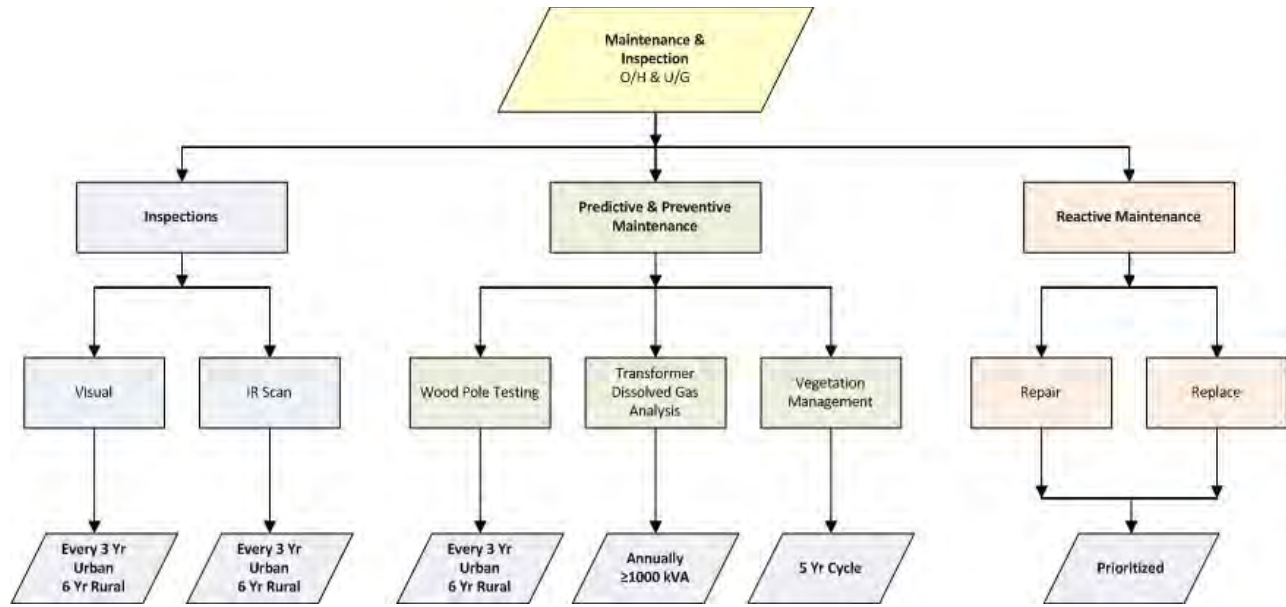 Maintenance &
Inspection
O/H & U/G
Inspections
Predictive & Preventive
Maintenance
Reactive Maintenance
Visual
IR Scan
Wood Pole Testing
Transformer
Dissolved Gas
Analysis
Vegetation
Management
Repair
Replace
Every 3 Yr
Urban
6 Yr Rural
Every 3 Yr
Urban
6 Yr Rural
Every 3 Yr
Urban
6 Yr Rural
Annually
≥1000 kVA
5 Yr Cycle
Prioritized